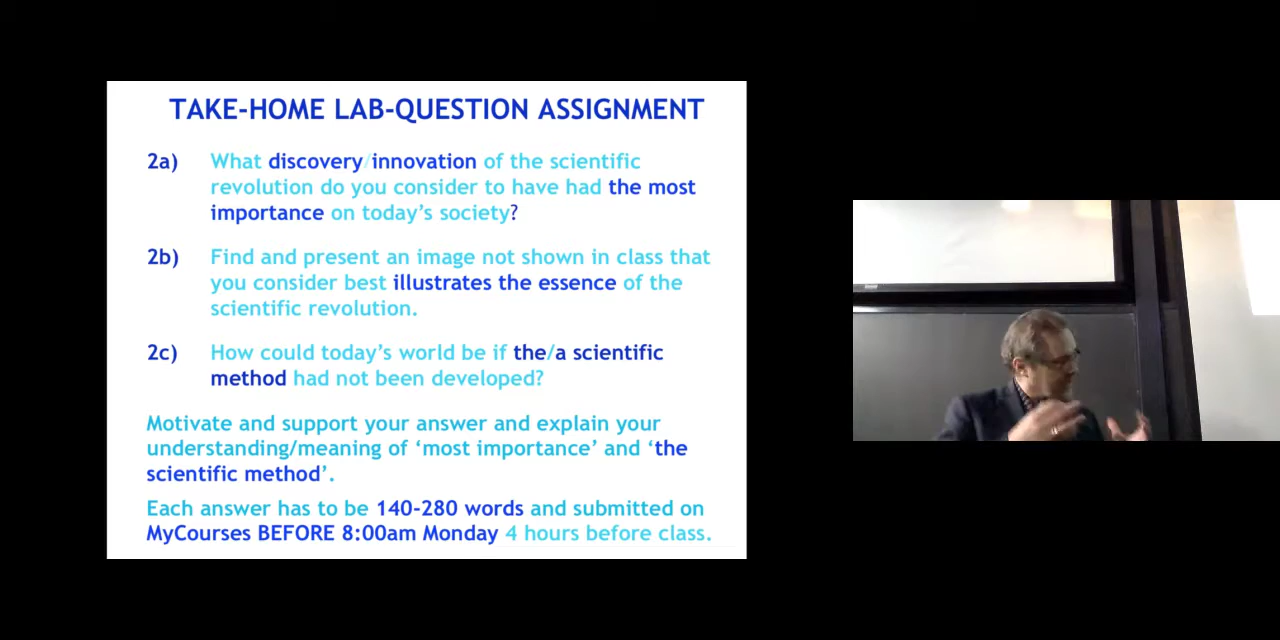 TAKE-HOME LAB-QUESTION ASSIGNMENT
2a) What discovery/innovation of the scientific
revolution do you consider to have had the most
importance on today's society?
2b) Find and present an image not shown in class that
you consider best illustrates the essence of the
scientific revolution.
2c) How could today's world be if the/a scientific
method had not been developed?
Motivate and support your answer and explain your
understanding/meaning of 'most importance' and 'the
scientific method'.
Each answer has to be 140-280 words and submitted on
MyCourses BEFORE 8:00am Monday 4 hours before class.